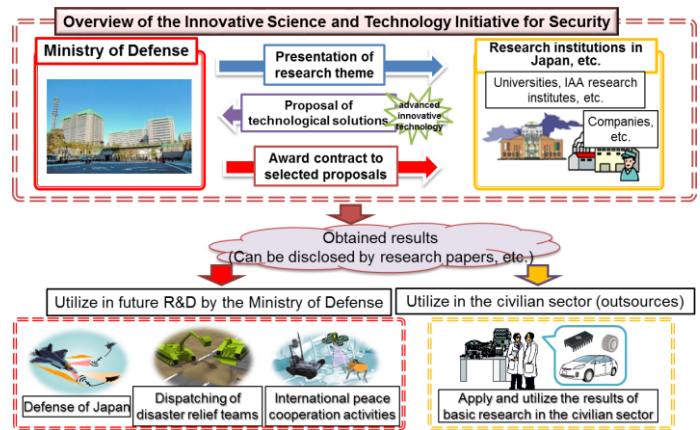 Overview of the Innovative Science and Technology Initiative for Security
Ministry of Defense
Presentation of
research theme
Proposal of
technological solutions
advanced
innovative
technology
Award contract to
selected proposals
Research institutions in
Japan, etc.
Universities, IAA research
institutes, etc.
Companies,
etc.
Obtained results
(Can be disclosed by research papers, etc.)
Utilize in future R&D by the Ministry of Defense
Utilize in the civilian sector (outsources)
Defense of Japan
Dispatching of
disaster relief teams
International peace
cooperation activities
Apply and utilize the results of
basic research in the civilian sector